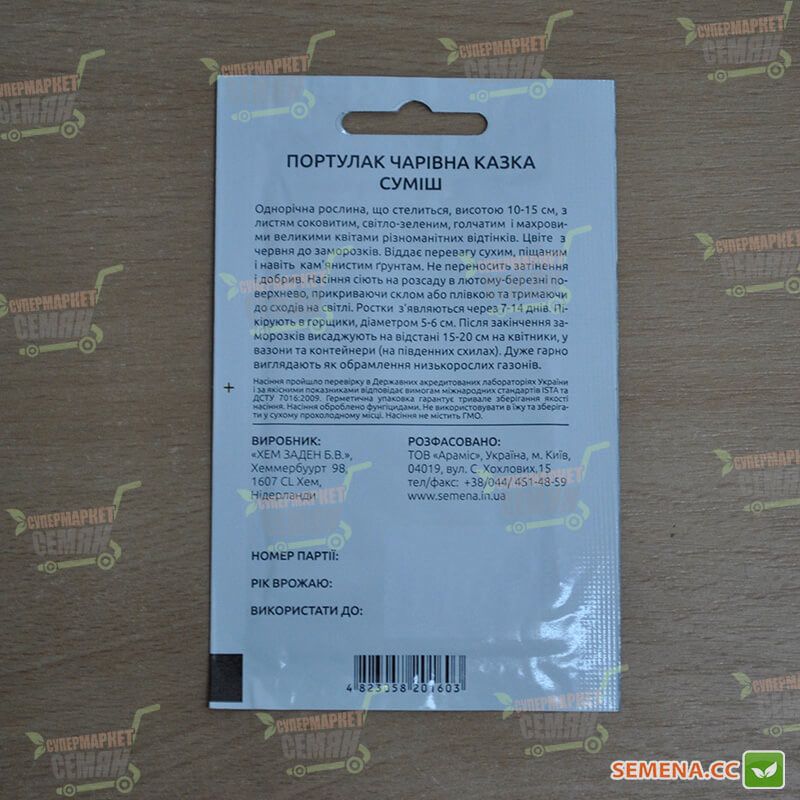 ПОРТУЛАК ЧАРІВНА КАЗКА
СУМІШ
Однорічна рослина, що стелиться, висотою 10-15 см, з
листям соковитим, світло-зеленим, голчатим і махрови-
ми великими квітами різноманітних відтінків. Цвіте з
червня до заморозків. Віддає перевагу сухим, піщаним
і навіть кам'янистим ґрунтам. Не переносить затінення
і добрив. Насіння сіють на розсаду в лютому-березні по-
верхнево, прикриваючи склом або плівкою та тримаючи
до сходів на світлі. Ростки з'являються через 7-14 днів. Пі-
кірують в горщики, діаметром 5-6 см. Після закінчення за-
морозків висаджують на відстані 15-20 см на квітники, у
вазони та контейнери (на південних схилах). Дуже гарно
виглядають як обрамлення низькорослих газонів.
Насіння пройшло перевірку в Державних акредитованих лабораторіях України
і за якісними показниками відповідає вимогам міжнародних стандартів ISTA та
ДСТУ 7016:2009. Герметична упаковка гарантує тривале зберігання якості
насіння. Насіння оброблено фунгіцидами. Не використовувати в їжу та зберіга-
ти у сухому прохолодному місці. Насіння не містить ГМО.
ВИРОБНИК:
«ХЕМ ЗАДЕН Б.В.»,
Хеммербуурт 98,
1607 CL Хем,
Нідерланди
РОЗФАСОВАНО:
ТОВ «Араміс», Україна, м. Київ,
04019, вул. С. Хохлових,15
тел/факс: +38/044/ 451-48-59
www.semena.in.ua
НОМЕР ПАРТІЇ:
РІК ВРОЖАЮ:
ВИКОРИСТАТИ ДО:
4 823058 201603
СУПЕРМАРКЕТ
СЕМЯН
SEMENA.CC